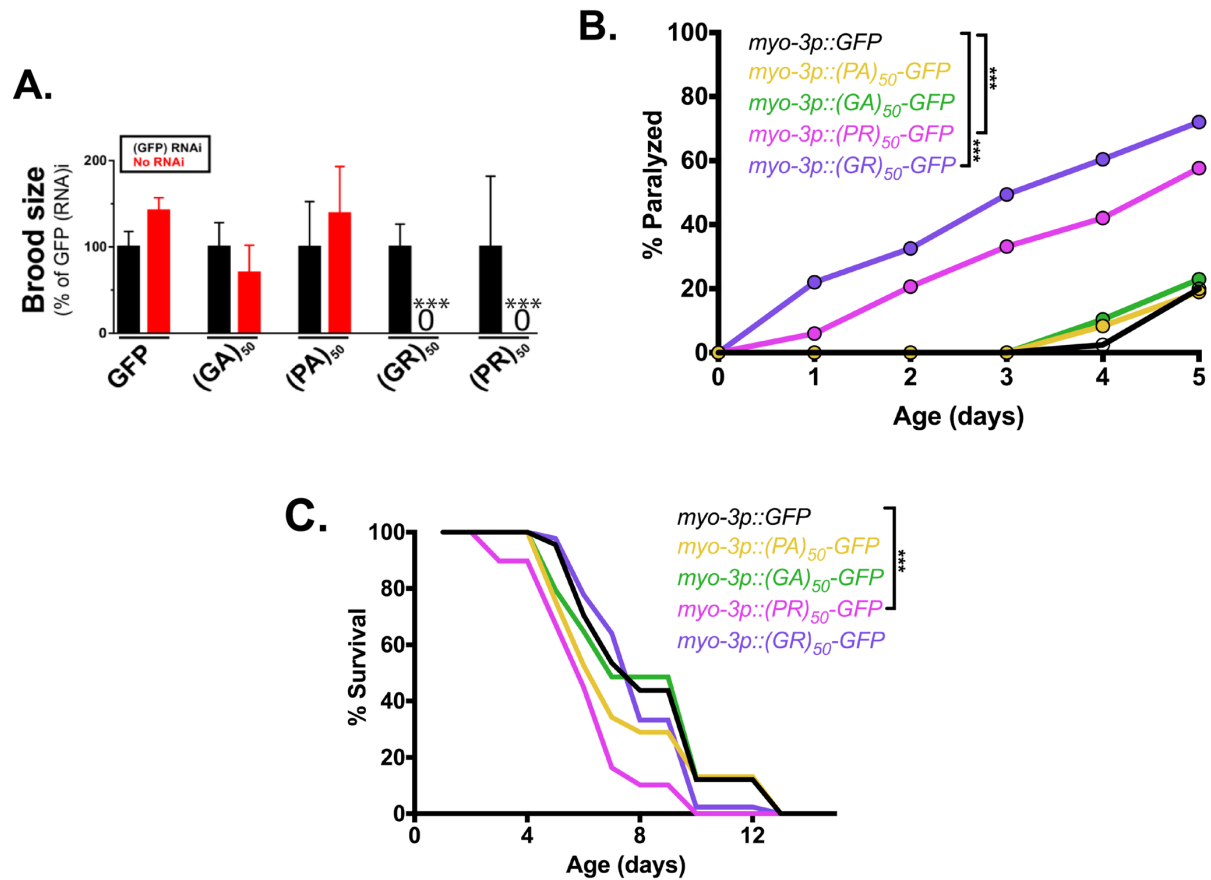 A.
(GFP) RNAi
No RNAi
Brood size
(% of GFP (RNA)i
200
100
0
*** ***
0 0
GFP (GA)50 (PA)50 (GR)50 (PR)50
B.
myo-3p::GFP
myo-3p::(PA)50-GFP
myo-3p::(GA)50-GFP
myo-3p::(PR)50-GFP
myo-3p::(GR)50-GFP
***
***
% Paralyzed
100
80
60
40
20
0
0 1 2 3 4 5
Age (days)
C.
myo-3p::GFP
myo-3p::(PA)50-GFP
myo-3p::(GA)50-GFP
myo-3p::(PR)50-GFP
myo-3p::(GR)50-GFP
***
% Survival
100
80
60
40
20
0
0 4 8 12
Age (days)